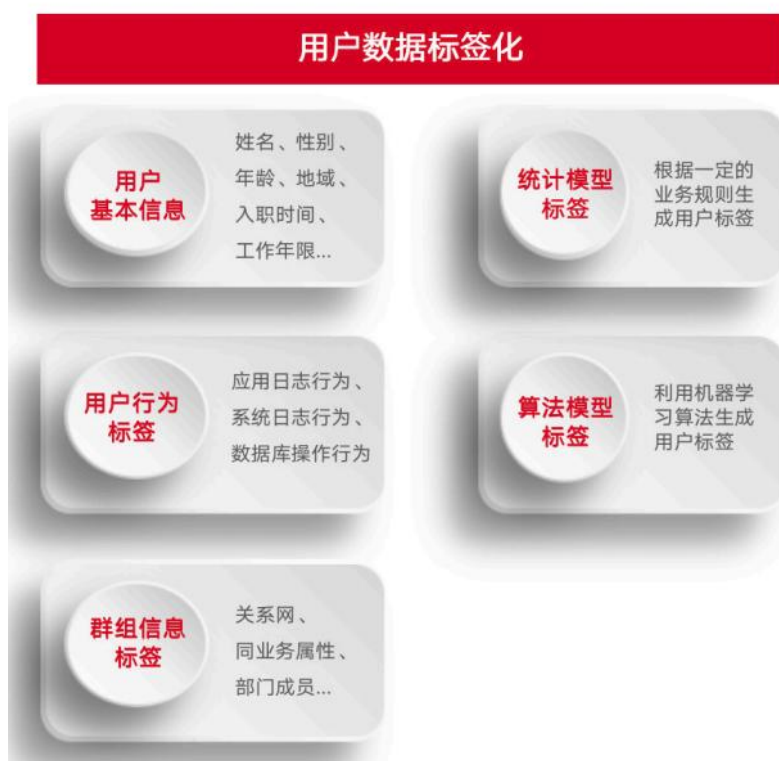 用户数据标签化
用户
基本信息
姓名、性别、
年龄、地域、
入职时间、
工作年限...
统计模型
标签
根据一定的
业务规则生
成用户标签
用户行为
标签
应用日志行为、
系统日志行为、
数据库操作行为
算法模型
标签
利用机器学
习算法生成
用户标签
群组信息
标签
关系网、
同业务属性、
部门成员...